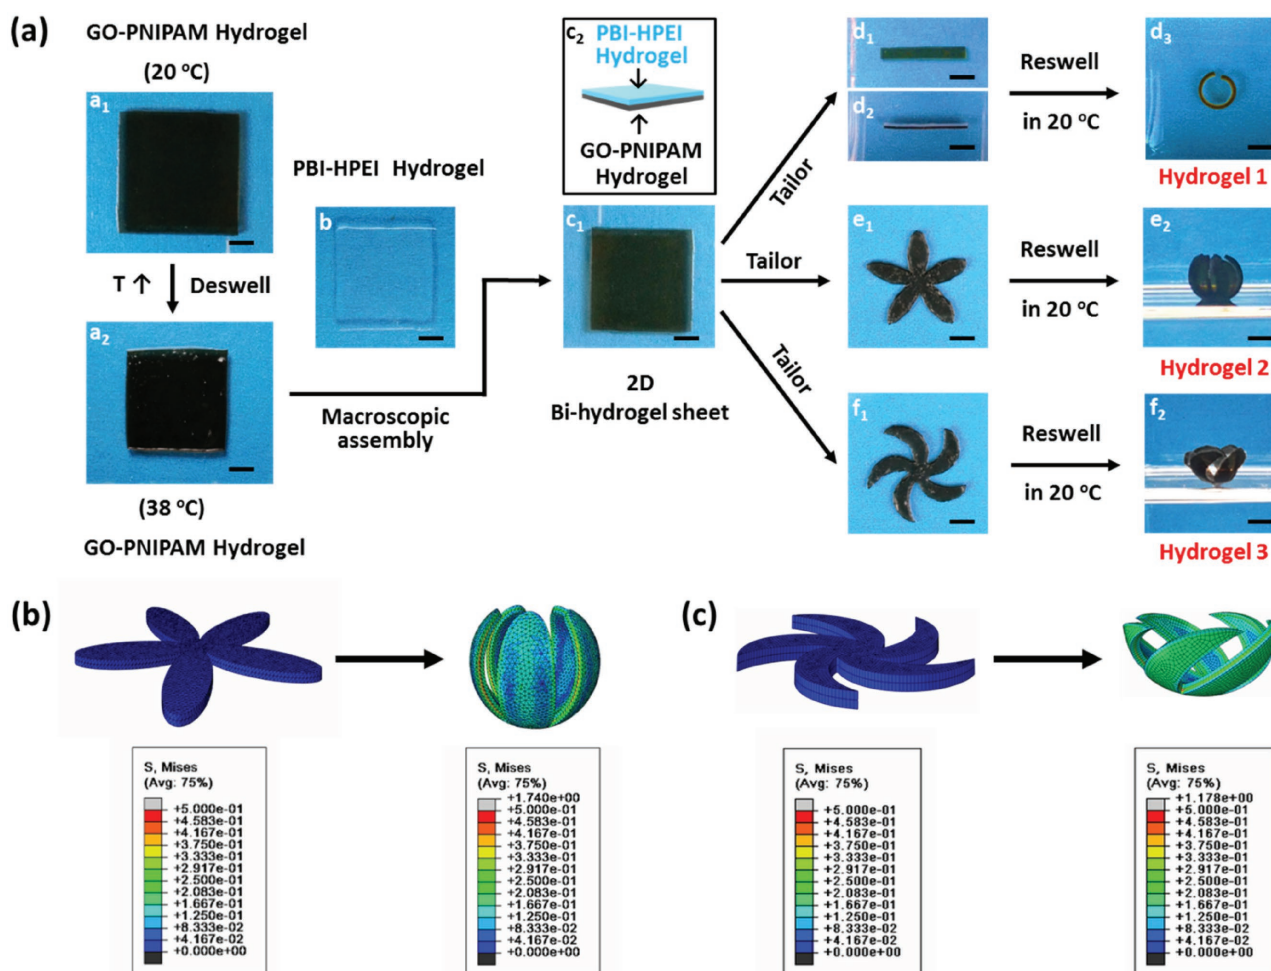 (a)
GO-PNIPAM Hydrogel
(20 °C)
a1
T ↑
Deswell
a2
(38 °C)
GO-PNIPAM Hydrogel
PBI-HPEI Hydrogel
b
Macroscopic
assembly
c2
PBI-HPEI
Hydrogel
GO-PNIPAM
Hydrogel
c1
2D
Bi-hydrogel sheet
Tailor
Tailor
Tailor
d1
d2
Reswell
in 20 °C
d3
Hydrogel 1
e1
Reswell
in 20 °C
e2
Hydrogel 2
f1
Reswell
in 20 °C
f2
Hydrogel 3
(b)
S, Mises
(Avg: 75%)
+5.000e-01
+4.583e-01
+4.167e-01
+3.750e-01
+3.333e-01
+2.917e-01
+2.500e-01
+2.083e-01
+1.667e-01
+1.250e-01
+8.333e-02
+4.167e-02
+0.000e+00
S, Mises
(Avg: 75%)
+1.740e+00
+5.000e-01
+4.583e-01
+4.167e-01
+3.750e-01
+3.333e-01
+2.917e-01
+2.500e-01
+2.083e-01
+1.667e-01
+1.250e-01
+8.333e-02
+4.167e-02
+0.000e+00
(c)
S, Mises
(Avg: 75%)
+5.000e-01
+4.583e-01
+4.167e-01
+3.750e-01
+3.333e-01
+2.917e-01
+2.500e-01
+2.083e-01
+1.667e-01
+1.250e-01
+8.333e-02
+4.167e-02
+0.000e+00
S, Mises
(Avg: 75%)
+1.178e+00
+5.000e-01
+4.583e-01
+4.167e-01
+3.750e-01
+3.333e-01
+2.917e-01
+2.500e-01
+2.083e-01
+1.667e-01
+1.250e-01
+8.333e-02
+4.167e-02
+0.000e+00